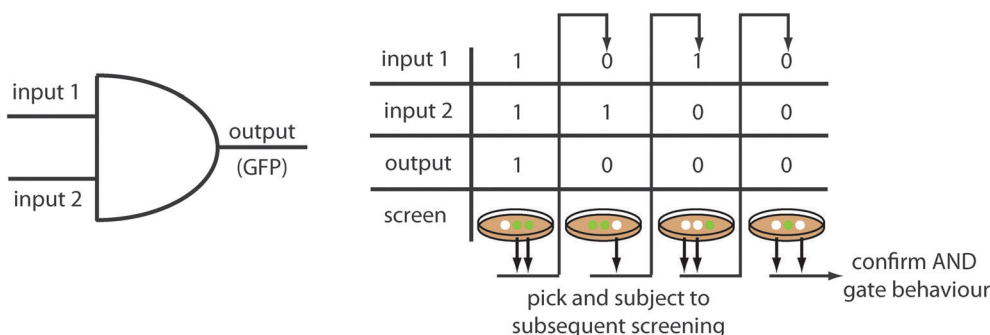 input 1
output
(GFP)
input 2
input 1 1 0 1 0
input 2 1 1 0 0
output 1 0 0 0
screen
pick and subject to
subsequent screening
confirm AND
gate behaviour